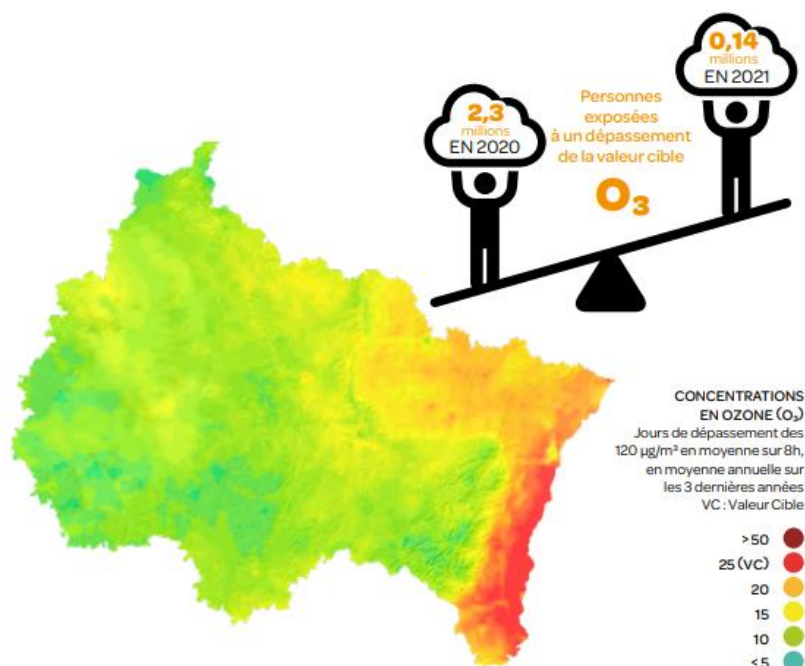 0,14
millions
EN 2021
2,3
millions
EN 2020
Personnes
exposées
à un dépassement
de la valeur cible
O₃
CONCENTRATIONS
EN OZONE (O₃)
Jours de dépassement des
120 µg/m³ en moyenne sur 8h,
en moyenne annuelle sur
les 3 dernières années
VC : Valeur Cible
> 50
25 (VC)
20
15
10
< 5